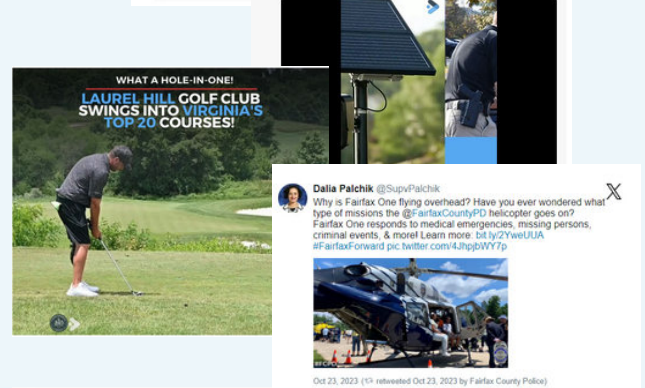 WHAT A HOLE-IN-ONE!
LAUREL HILL GOLF CLUB
SWINGS INTO VIRGINIA'S
TOP 20 COURSES!
Dalia Palchik @SupvPalchik
Why is Fairfax One flying overhead? Have you ever wondered what
type of missions the @FairfaxCountyPD helicopter goes on?
Fairfax One responds to medical emergencies, missing persons,
criminal events, & more! Learn more: bit.ly/2YweUUA
#FairfaxForward pic.twitter.com/4JhpjbWY7p
#FCPD
Oct 23, 2023 (retweeted Oct 23, 2023 by Fairfax County Police)